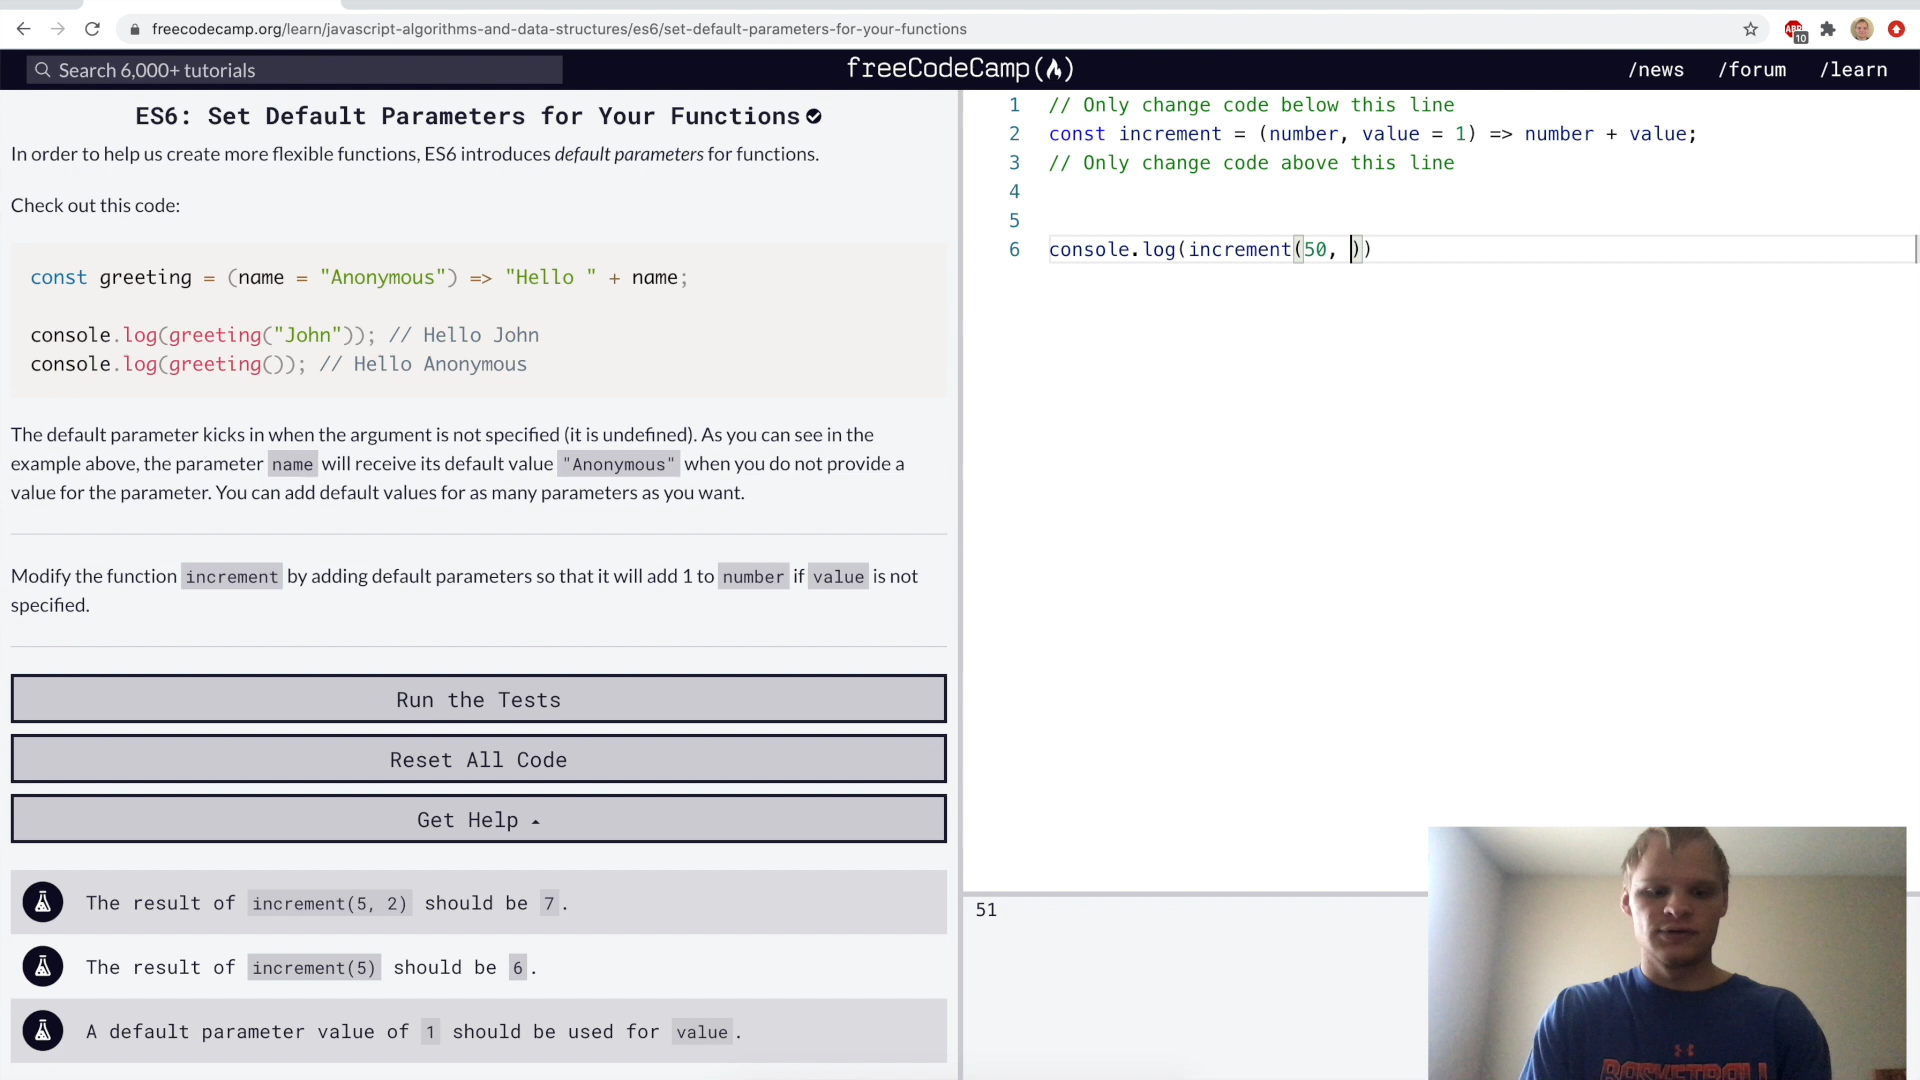 freecodecamp.org/learn/javascript-algorithms-and-data-structures/es6/set-default-parameters-for-your-functions
ABP
10
Search 6,000+ tutorials
freeCodeCamp(🔥)
/news
/forum
/learn
ES6: Set Default Parameters for Your Functions
In order to help us create more flexible functions, ES6 introduces default parameters for functions.
Check out this code:
const greeting = (name = "Anonymous") => "Hello " + name;
console.log(greeting("John")); // Hello John
console.log(greeting()); // Hello Anonymous
The default parameter kicks in when the argument is not specified (it is undefined). As you can see in the
example above, the parameter name will receive its default value "Anonymous" when you do not provide a
value for the parameter. You can add default values for as many parameters as you want.
Modify the function increment by adding default parameters so that it will add 1 to number if value is not
specified.
Run the Tests
Reset All Code
Get Help
The result of increment(5, 2) should be 7.
The result of increment(5) should be 6.
A default parameter value of 1 should be used for value.
1 // Only change code below this line
2 const increment = (number, value = 1) => number + value;
3 // Only change code above this line
4
5
6 console.log(increment(50, ))
51
BASKETBALL